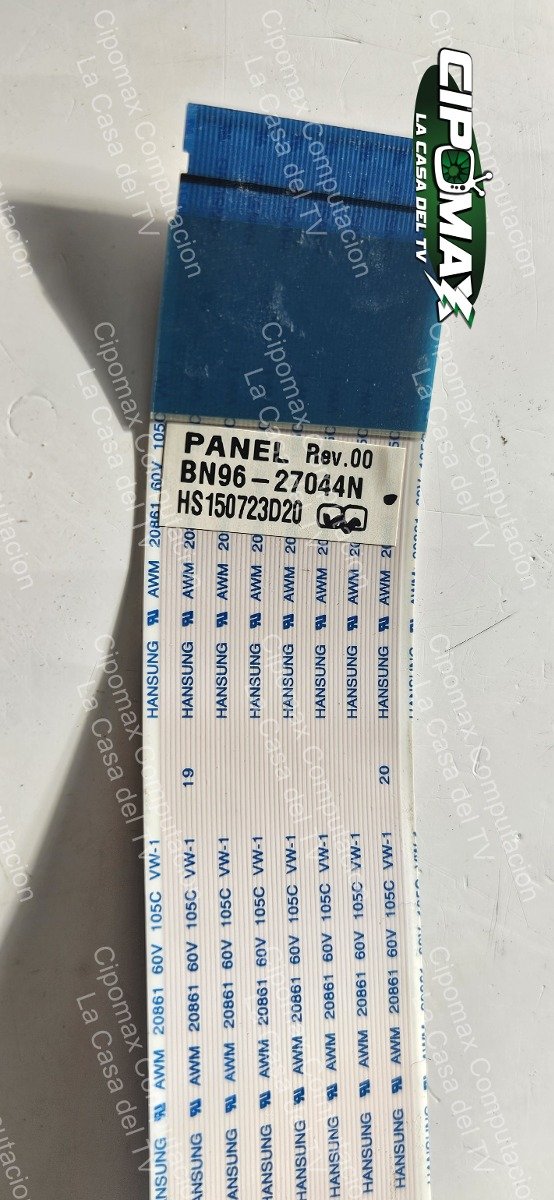 CIPOMAX
LA CASA DEL TV
PANEL Rev.00
BN96-27044N
HS150723D20
HANSUNG AWM 20861 60V 105C VW-1
19
20
Cipomax Computacion
La Casa del TV